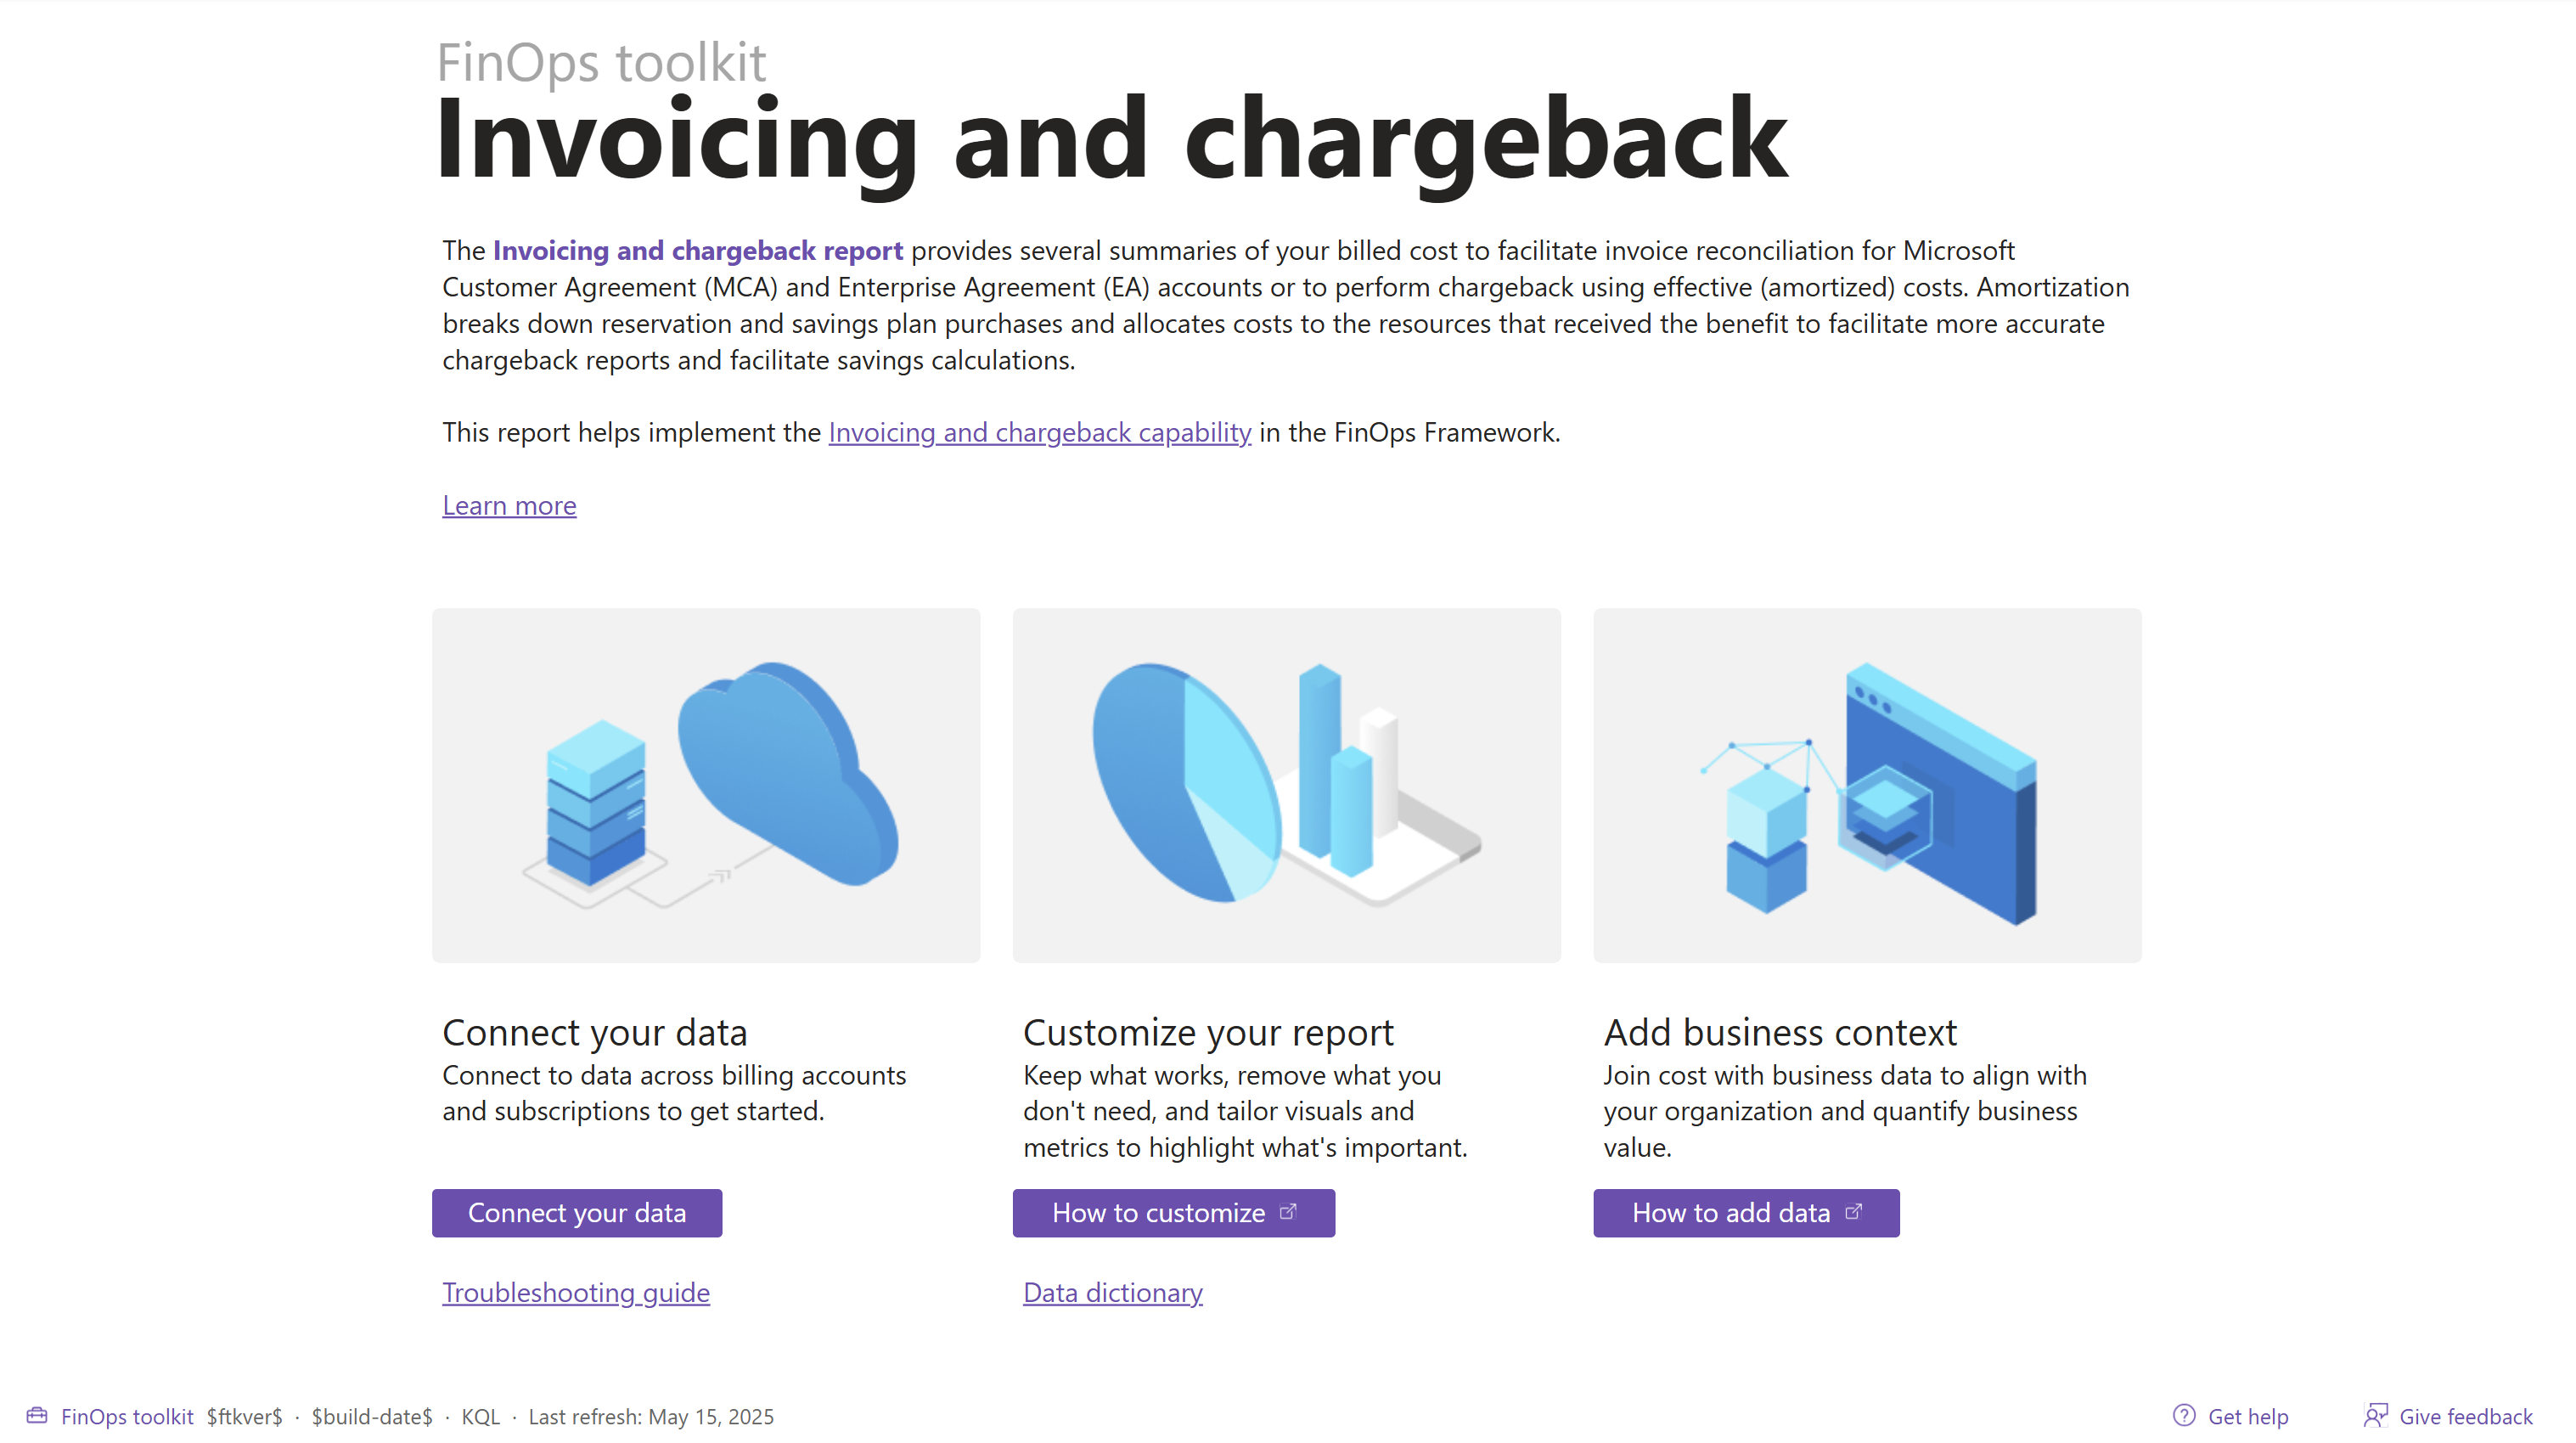 FinOps toolkit
Invoicing and chargeback
The Invoicing and chargeback report provides several summaries of your billed cost to facilitate invoice reconciliation for Microsoft
Customer Agreement (MCA) and Enterprise Agreement (EA) accounts or to perform chargeback using effective (amortized) costs. Amortization
breaks down reservation and savings plan purchases and allocates costs to the resources that received the benefit to facilitate more accurate
chargeback reports and facilitate savings calculations.
This report helps implement the Invoicing and chargeback capability in the FinOps Framework.
Learn more
Connect your data
Connect to data across billing accounts
and subscriptions to get started.
Connect your data
Troubleshooting guide
Customize your report
Keep what works, remove what you
don't need, and tailor visuals and
metrics to highlight what's important.
How to customize
Data dictionary
Add business context
Join cost with business data to align with
your organization and quantify business
value.
How to add data
FinOps toolkit $ftkver$ · $build-date$ · KQL · Last refresh: May 15, 2025
Get help
Give feedback